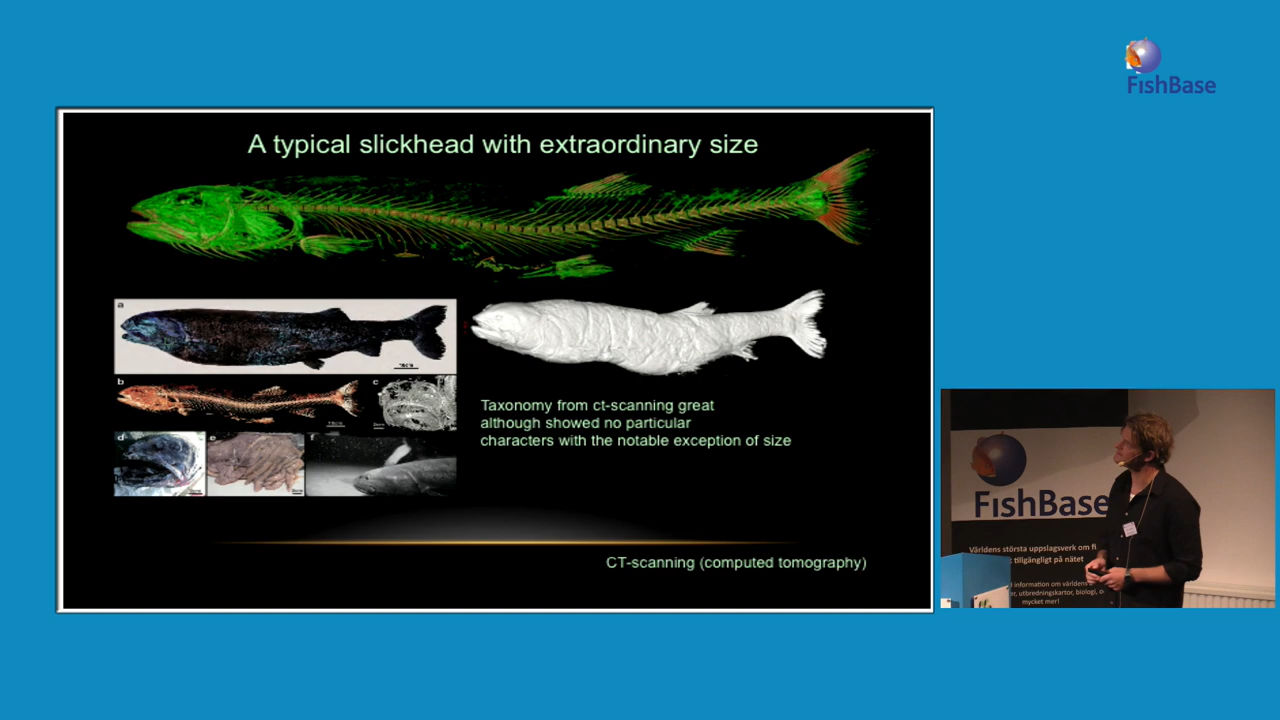 FishBase
A typical slickhead with extraordinary size
a
b
c
d
e
f
Taxonomy from ct-scanning great
although showed no particular
characters with the notable exception of size
CT-scanning (computed tomography)
FishBase
Världens största uppslagsverk om fi
tillgängligt på nätet
information om världens
utbredningskartor, biologi, o
mycket mer!